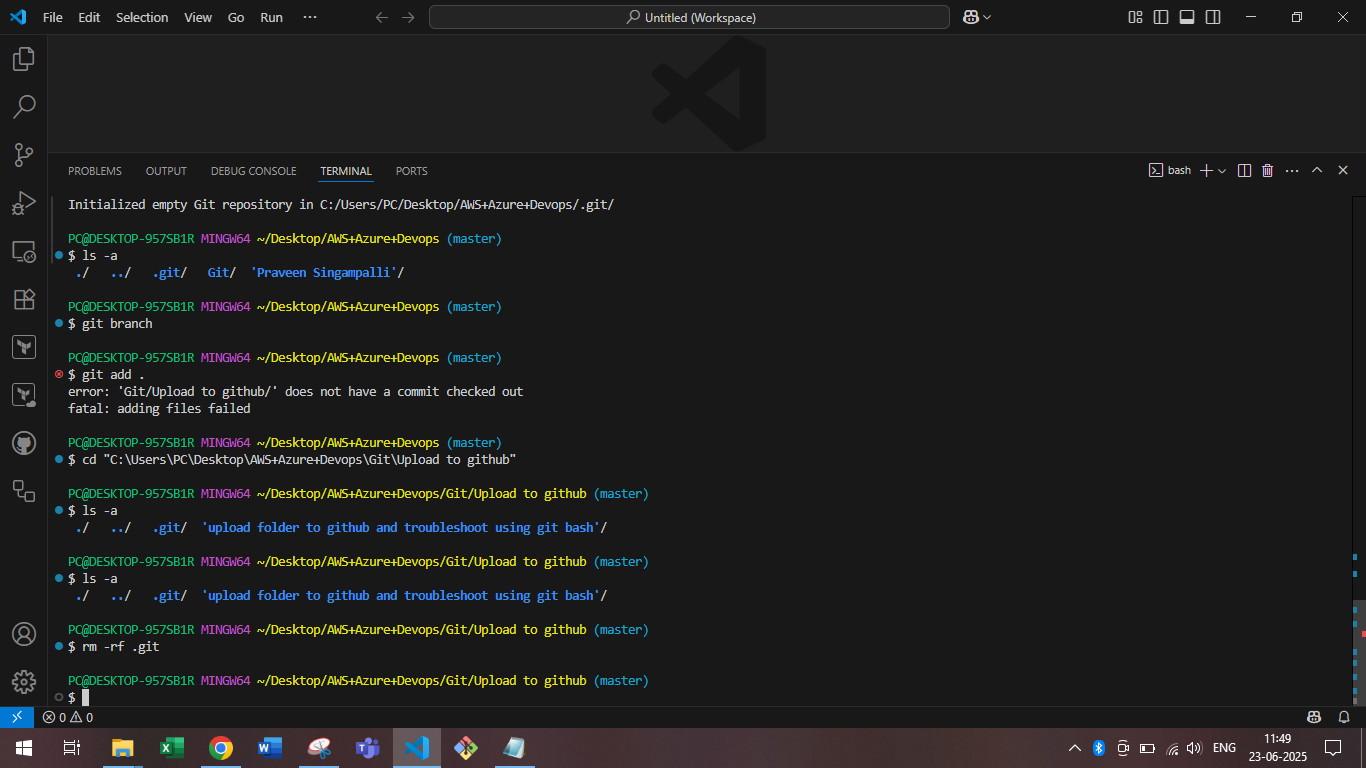 File Edit Selection View Go Run ···
Untitled (Workspace)
PROBLEMS OUTPUT DEBUG CONSOLE TERMINAL PORTS
bash
Initialized empty Git repository in C:/Users/PC/Desktop/AWS+Azure+Devops/.git/
PC@DESKTOP-957SB1R MINGW64 ~/Desktop/AWS+Azure+Devops (master)
$ ls -a
./ ../ .git/ Git/ 'Praveen Singampalli'/
PC@DESKTOP-957SB1R MINGW64 ~/Desktop/AWS+Azure+Devops (master)
$ git branch
PC@DESKTOP-957SB1R MINGW64 ~/Desktop/AWS+Azure+Devops (master)
$ git add .
error: 'Git/Upload to github/' does not have a commit checked out
fatal: adding files failed
PC@DESKTOP-957SB1R MINGW64 ~/Desktop/AWS+Azure+Devops (master)
$ cd "C:\Users\PC\Desktop\AWS+Azure+Devops\Git\Upload to github"
PC@DESKTOP-957SB1R MINGW64 ~/Desktop/AWS+Azure+Devops/Git/Upload to github (master)
$ ls -a
./ ../ .git/ 'upload folder to github and troubleshoot using git bash'/
PC@DESKTOP-957SB1R MINGW64 ~/Desktop/AWS+Azure+Devops/Git/Upload to github (master)
$ ls -a
./ ../ .git/ 'upload folder to github and troubleshoot using git bash'/
PC@DESKTOP-957SB1R MINGW64 ~/Desktop/AWS+Azure+Devops/Git/Upload to github (master)
$ rm -rf .git
PC@DESKTOP-957SB1R MINGW64 ~/Desktop/AWS+Azure+Devops/Git/Upload to github (master)
$
0 0
ENG
11:49
23-06-2025